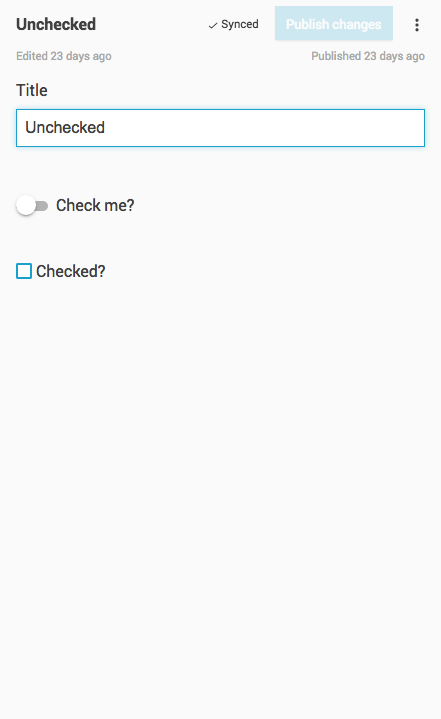 Unchecked
Synced
Publish changes
Edited 23 days ago
Published 23 days ago
Title
Unchecked
Check me?
Checked?